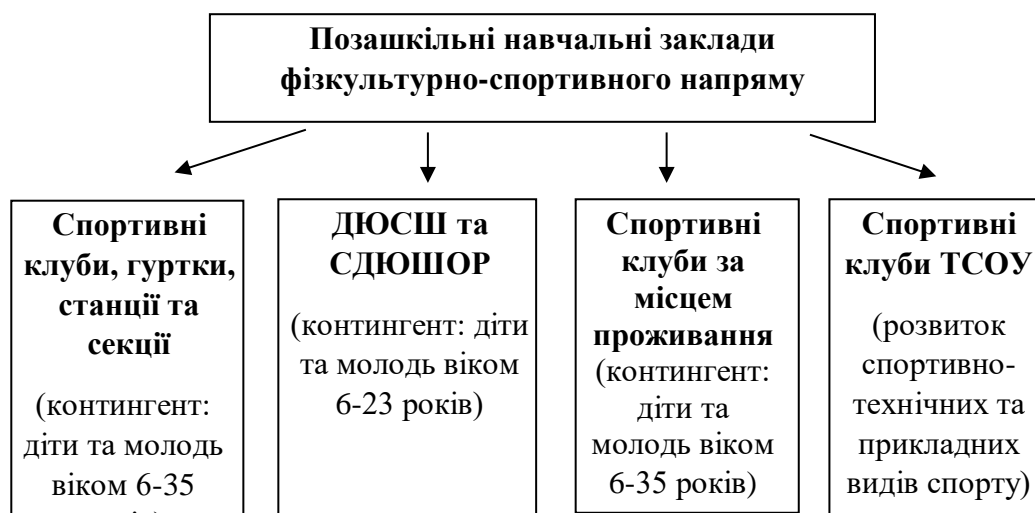 Позашкільні навчальні заклади
фізкультурно-спортивного напряму
Спортивні
клуби, гуртки,
станції та
секції
(контингент:
діти та молодь
віком 6-35
ДЮСШ та
СДЮШОР
(контингент: діти
та молодь віком
6-23 років)
Спортивні
клуби за
місцем
проживання
(контингент:
діти та
молодь віком
6-35 років)
Спортивні
клуби ТСОУ
(розвиток
спортивно-
технічних та
прикладних
видів спорту)